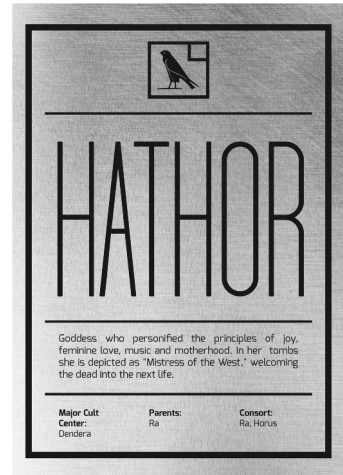 HATHOR
Goddess who personified the principles of joy,
feminine love, music and motherhood. In her tombs
she is depicted as "Mistress of the West," welcoming
the dead into the next life.
Major Cult
Center:
Dendera
Parents:
Ra
Consort:
Ra, Horus